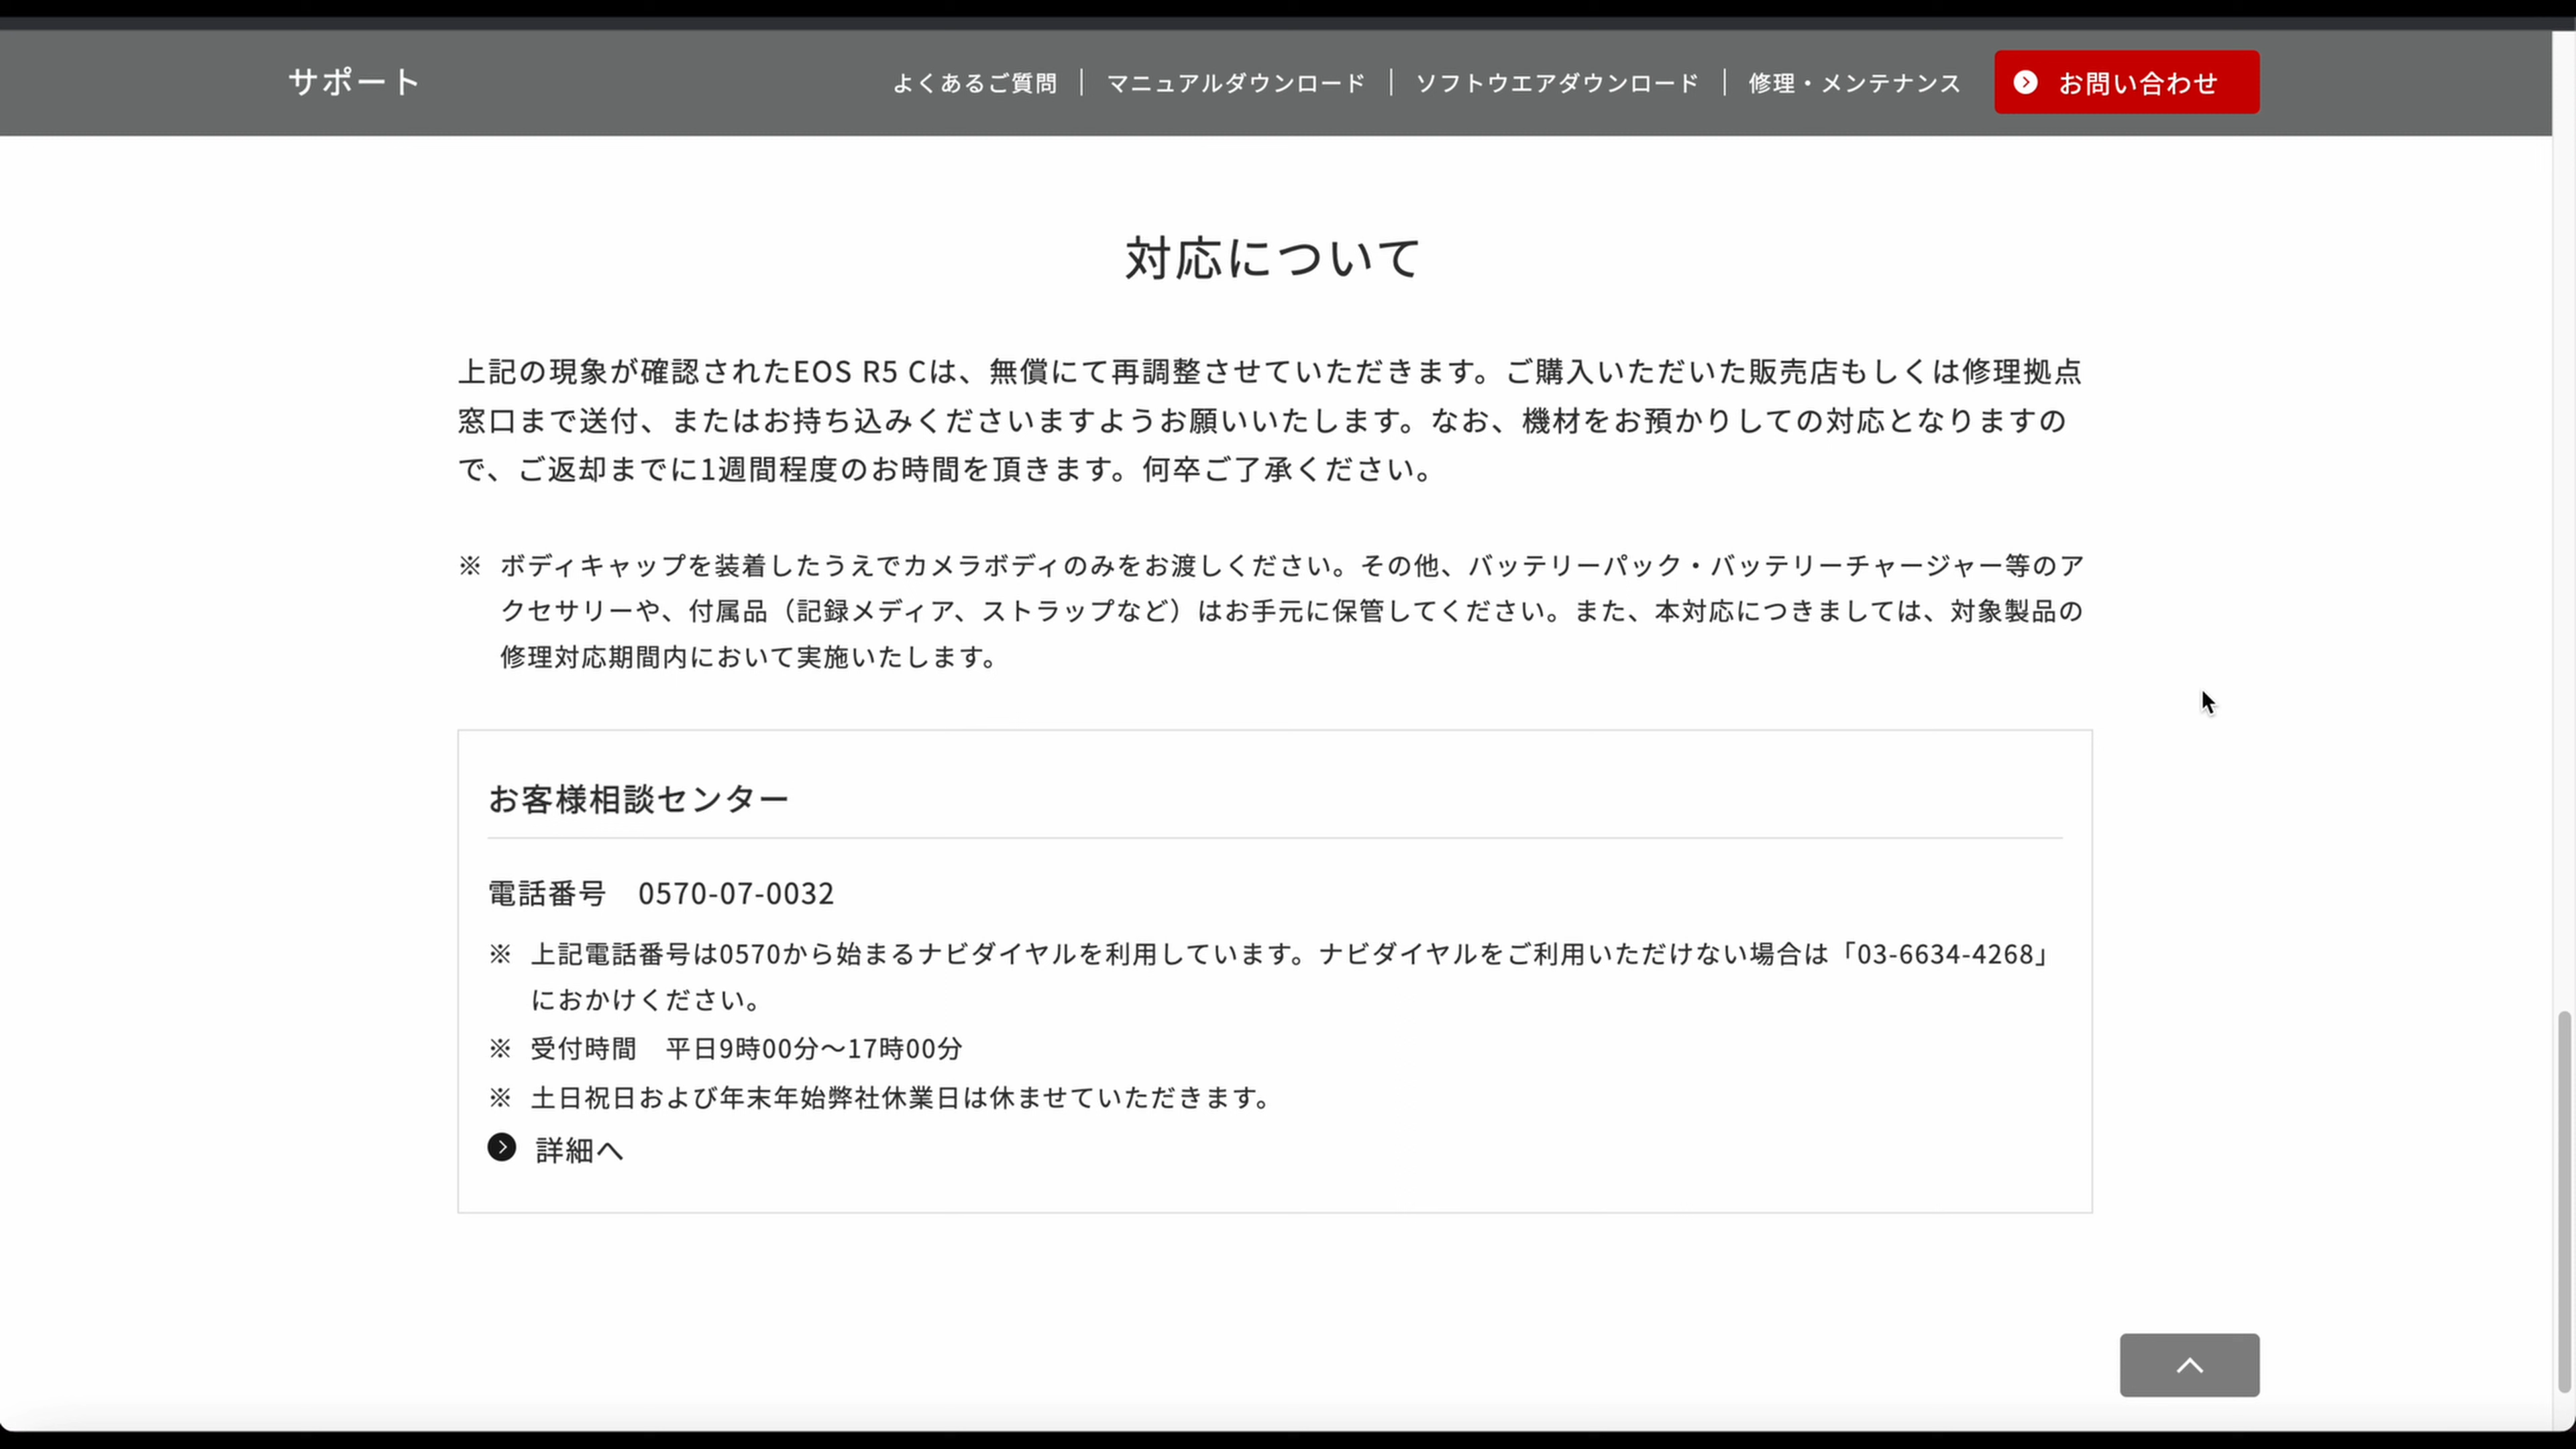 サポート
よくあるご質問
マニュアルダウンロード
ソフトウエアダウンロード
修理・メンテナンス
お問い合わせ
対応について
上記の現象が確認されたEOS R5 Cは、無償にて再調整させていただきます。ご購入いただいた販売店もしくは修理拠点
窓口まで送付、またはお持ち込みくださいますようお願いいたします。なお、機材をお預かりしての対応となりますの
で、ご返却までに1週間程度のお時間を頂きます。何卒ご了承ください。
※ ボディキャップを装着したうえでカメラボディのみをお渡しください。その他、バッテリーパック・バッテリーチャージャー等のア
クセサリーや、付属品（記録メディア、ストラップなど）はお手元に保管してください。また、本対応につきましては、対象製品の
修理対応期間内において実施いたします。
お客様相談センター
電話番号　0570-07-0032
※ 上記電話番号は0570から始まるナビダイヤルを利用しています。ナビダイヤルをご利用いただけない場合は「03-6634-4268」
におかけください。
※ 受付時間　平日9時00分～17時00分
※ 土日祝日および年末年始弊社休業日は休ませていただきます。
詳細へ